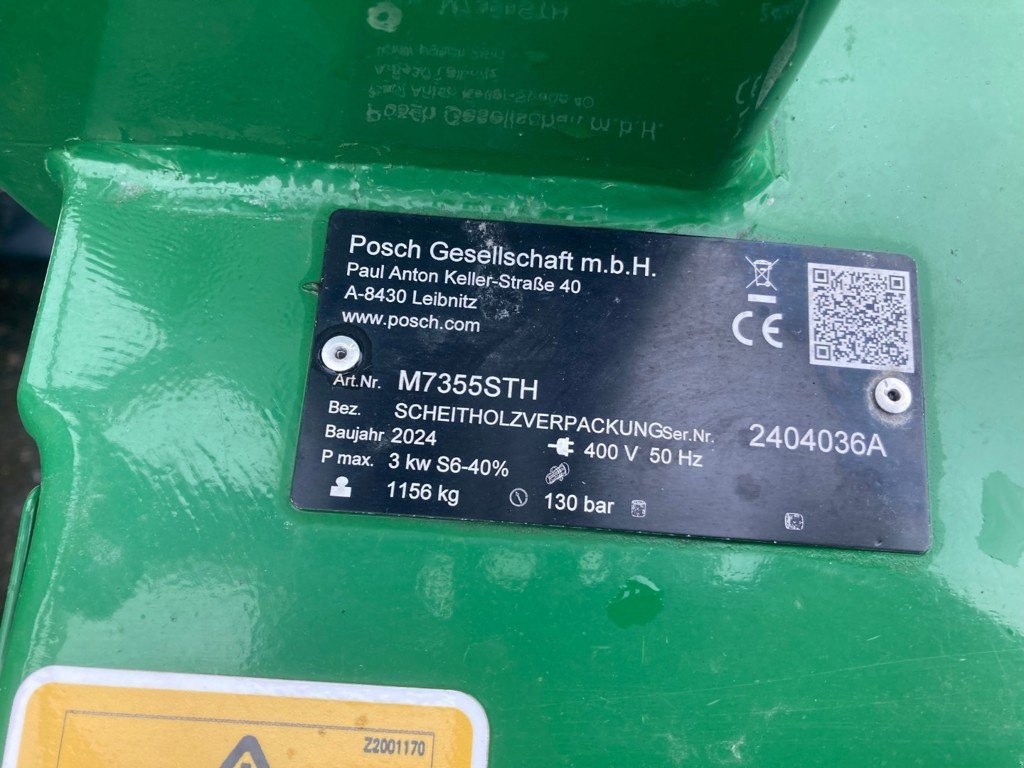 Posch Gesellschaft m.b.H.
Paul Anton Keller-Straße 40
A-8430 Leibnitz
www.posch.com
CE
Art.Nr. M7355STH
Bez. SCHEITHOLZVERPACKUNG Ser.Nr. 2404036A
Baujahr 2024 400 V 50 Hz
P max. 3 kw S6-40%
1156 kg 130 bar
Z2001170